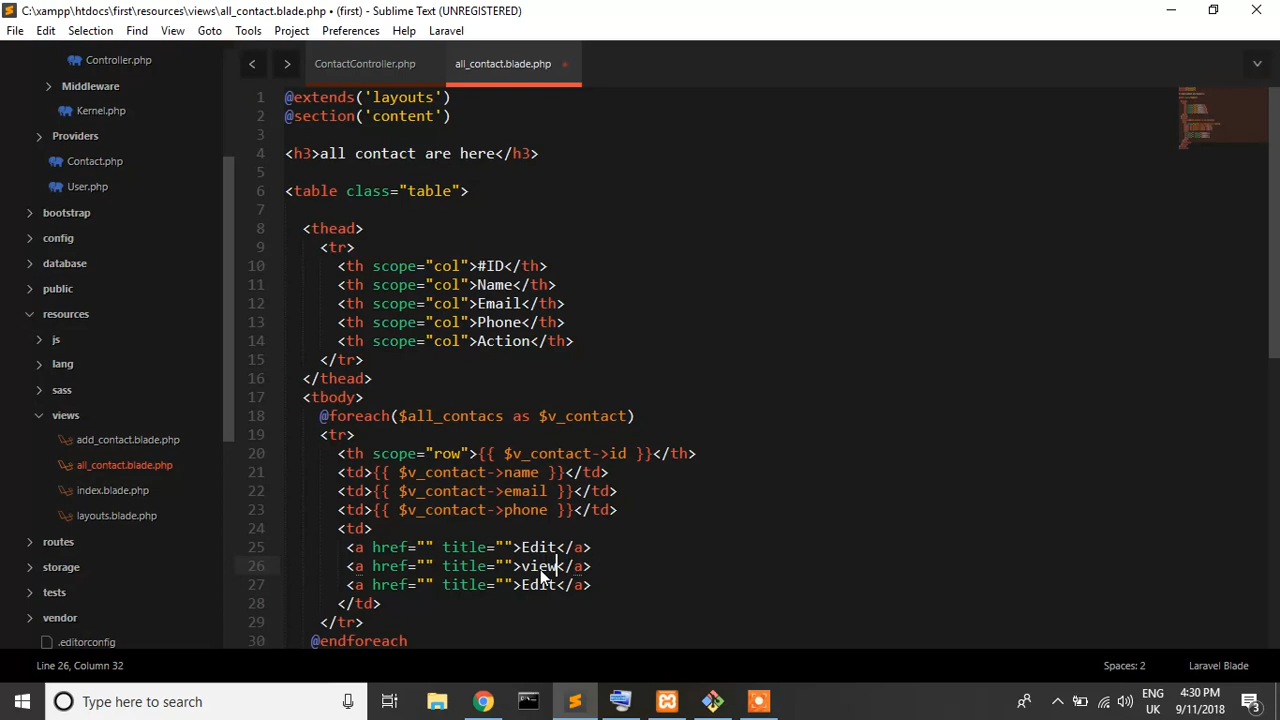 C:\xampp\htdocs\first\resources\views\all_contact.blade.php • (first) - Sublime Text (UNREGISTERED)
File Edit Selection Find View Goto Tools Project Preferences Help Laravel
Controller.php
Middleware
Kernel.php
Providers
Contact.php
User.php
bootstrap
config
database
public
resources
js
lang
sass
views
add_contact.blade.php
all_contact.blade.php
index.blade.php
layouts.blade.php
routes
storage
tests
vendor
.editorconfig
ContactController.php all_contact.blade.php
1 @extends('layouts')
2 @section('content')
3
4 <h3>all contact are here</h3>
5
6 <table class="table">
7
8 <thead>
9 <tr>
10 <th scope="col">#ID</th>
11 <th scope="col">Name</th>
12 <th scope="col">Email</th>
13 <th scope="col">Phone</th>
14 <th scope="col">Action</th>
15 </tr>
16 </thead>
17 <tbody>
18 @foreach($all_contacs as $v_contact)
19 <tr>
20 <th scope="row">{{ $v_contact->id }}</th>
21 <td>{{ $v_contact->name }}</td>
22 <td>{{ $v_contact->email }}</td>
23 <td>{{ $v_contact->phone }}</td>
24 <td>
25 <a href="" title="">Edit</a>
26 <a href="" title="">view</a>
27 <a href="" title="">Edit</a>
28 </td>
29 </tr>
30 @endforeach
Line 26, Column 32 Spaces: 2 Laravel Blade
Type here to search
ENG
UK
4:30 PM
9/11/2018
3